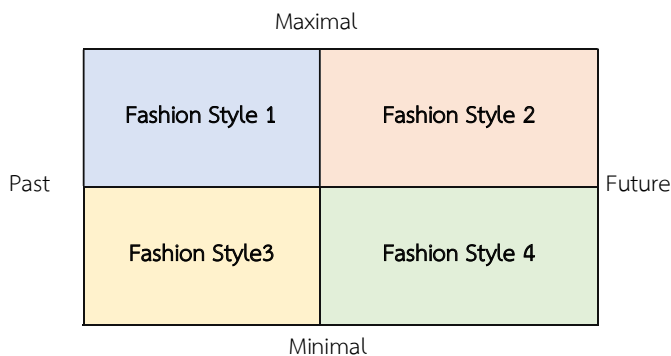 Maximal
Fashion Style 1
Fashion Style 2
Past
Future
Fashion Style3
Fashion Style 4
Minimal